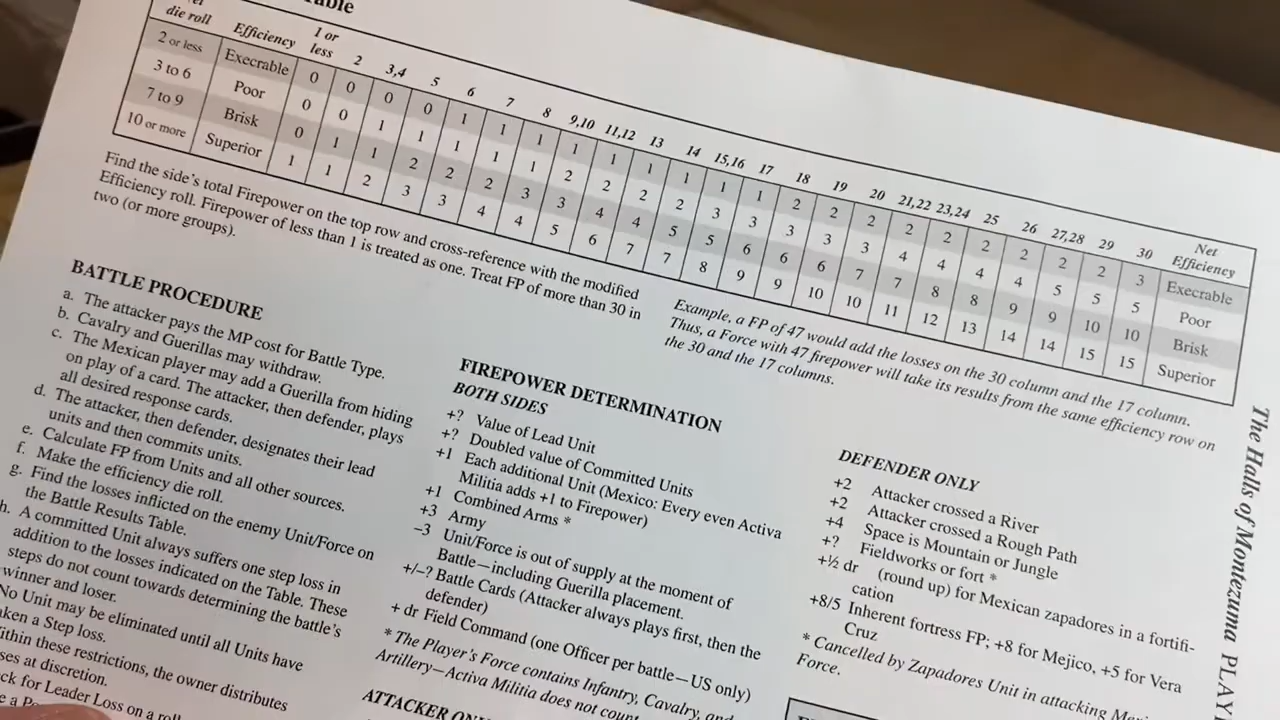 able
die roll Efficiency 1 or less 2 3,4 5 6 7 8 9,10 11,12 13 14 15,16 17 18 19 20 21,22 23,24 25 26 27,28 29 30 Net Efficiency
2 or less Execrable 0 0 0 0 1 1 1 1 1 1 1 1 1 2 2 2 2 2 2 2 2 2 3 Execrable
3 to 6 Poor 0 0 1 1 1 1 1 2 2 2 2 3 3 3 3 3 4 4 4 4 5 5 5 Poor
7 to 9 Brisk 0 1 1 2 2 2 3 3 4 4 5 5 6 6 6 7 7 8 8 9 9 10 10 Brisk
10 or more Superior 1 1 2 3 3 4 4 5 6 7 7 8 9 9 10 10 11 12 13 14 14 15 15 Superior
Find the side's total Firepower on the top row and cross-reference with the modified
Efficiency roll. Firepower of less than 1 is treated as one. Treat FP of more than 30 in
two (or more groups).
Example, a FP of 47 would add the losses on the 30 column and the 17 column.
Thus, a Force with 47 firepower will take its results from the same efficiency row on
the 30 and the 17 columns.
BATTLE PROCEDURE
a. The attacker pays the MP cost for Battle Type.
b. Cavalry and Guerillas may withdraw.
c. The Mexican player may add a Guerilla from hiding
on play of a card. The attacker, then defender, plays
all desired response cards.
d. The attacker, then defender, designates their lead
units and then commits units.
e. Calculate FP from Units and all other sources.
f. Make the efficiency die roll.
g. Find the losses inflicted on the enemy Unit/Force on
the Battle Results Table.
h. A committed Unit always suffers one step loss in
addition to the losses indicated on the Table. These
steps do not count towards determining the battle's
winner and loser.
No Unit may be eliminated until all Units have
aken a Step loss.
ithin these restrictions, the owner distributes
ses at discretion.
ck for Leader Loss on a roll
FIREPOWER DETERMINATION
BOTH SIDES
+? Value of Lead Unit
+? Doubled value of Committed Units
+1 Each additional Unit (Mexico: Every even Activa
Militia adds +1 to Firepower)
+1 Combined Arms *
+3 Army
–3 Unit/Force is out of supply at the moment of
Battle—including Guerilla placement.
+/–? Battle Cards (Attacker always plays first, then the
defender)
+ dr Field Command (one Officer per battle—US only)
* The Player's Force contains Infantry, Cavalry, and
Artillery—Activa Militia does not count
ATTACKER ON
DEFENDER ONLY
+2 Attacker crossed a River
+2 Attacker crossed a Rough Path
+4 Space is Mountain or Jungle
+? Fieldworks or fort *
+½ dr (round up) for Mexican zapadores in a fortifi-
cation
+8/5 Inherent fortress FP; +8 for Mejico, +5 for Vera
Cruz
* Cancelled by Zapadores Unit in attacking
Force.
The Halls of Montezuma PLAY